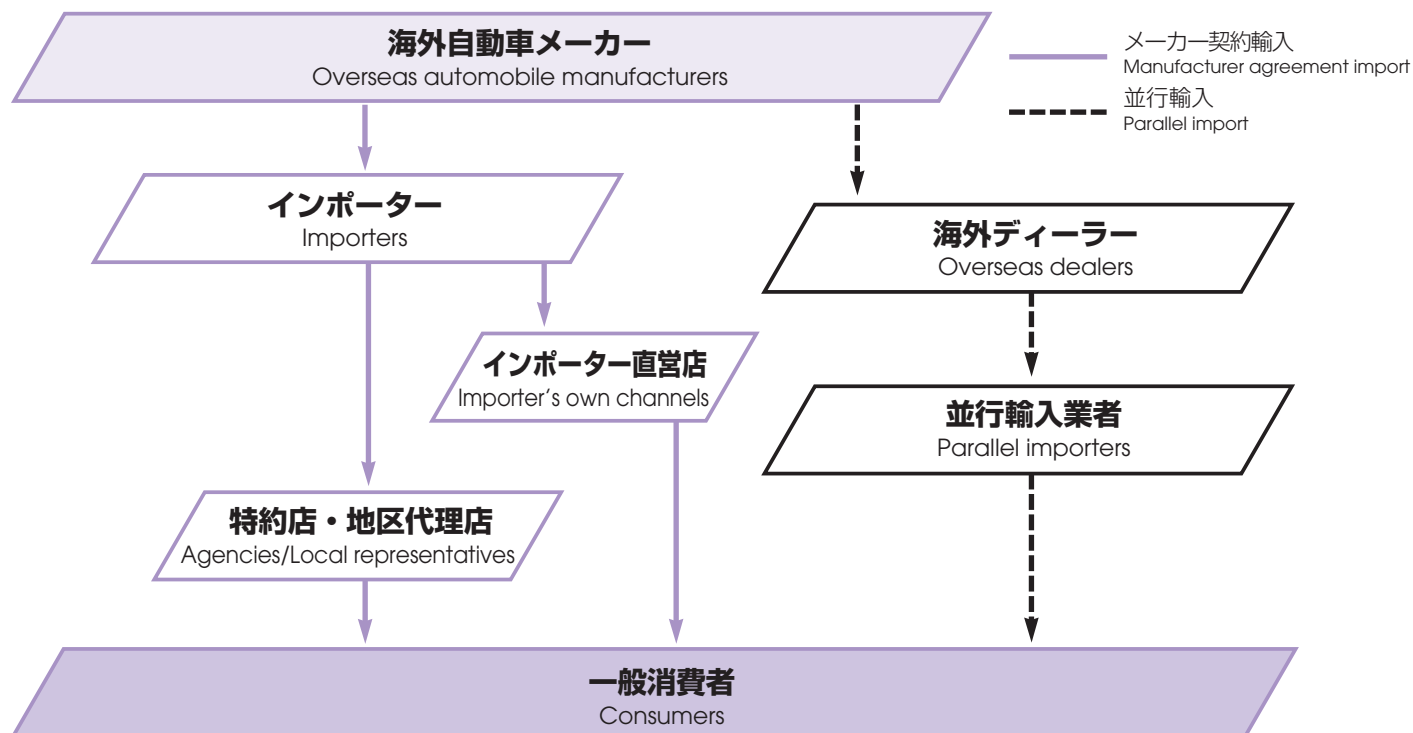 海外自動車メーカー
Overseas automobile manufacturers
メーカー契約輸入
Manufacturer agreement import
並行輸入
Parallel import
インポーター
Importers
海外ディーラー
Overseas dealers
インポーター直営店
Importer’s own channels
並行輸入業者
Parallel importers
特約店・地区代理店
Agencies/Local representatives
一般消費者
Consumers